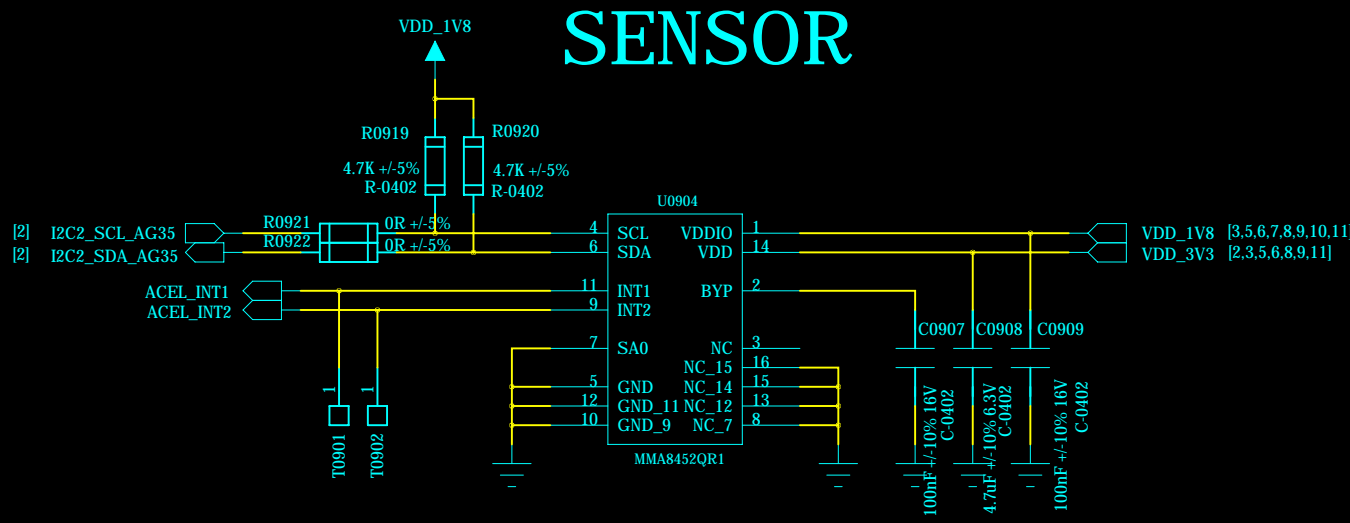 SENSOR
VDD_1V8
R0919
R0920
4.7K +/-5%
R-0402
4.7K +/-5%
R-0402
U0904
[2] I2C2_SCL_AG35
R0921
0R +/-5%
4 SCL
VDDIO 1
VDD_1V8 [3,5,6,7,8,9,10,11]
[2] I2C2_SDA_AG35
R0922
0R +/-5%
6 SDA
VDD 14
VDD_3V3 [2,3,5,6,8,9,11]
ACEL_INT1
11 INT1
BYP 2
ACEL_INT2
9 INT2
C0907
C0908
C0909
7 SA0
NC 3
NC_15 16
5 GND
NC_14 15
12 GND_11
NC_12 13
10 GND_9
NC_7 8
MMA8452QR1
1
1
T0901
T0902
100nF +/-10% 16V
C-0402
4.7uF +/-10% 6.3V
C-0402
100nF +/-10% 16V
C-0402